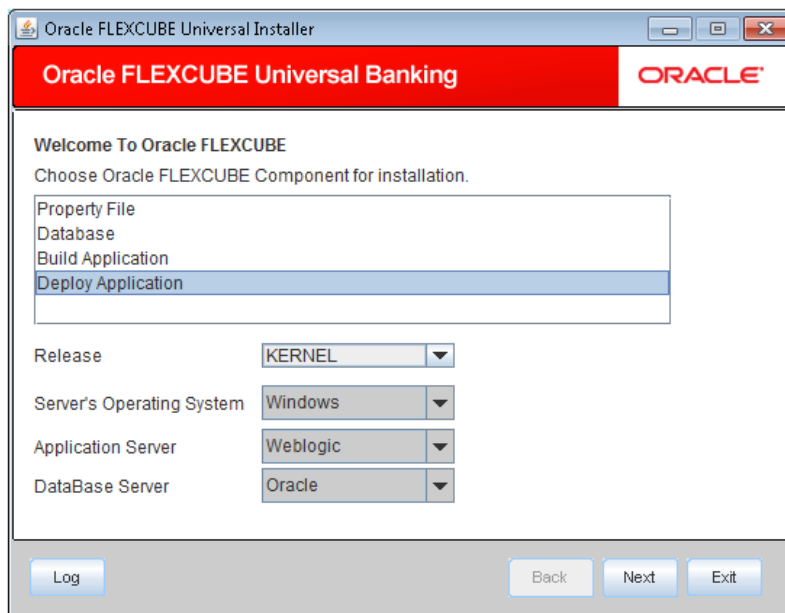 Oracle FLEXCUBE Universal Installer
Oracle FLEXCUBE Universal Banking
ORACLE
Welcome To Oracle FLEXCUBE
Choose Oracle FLEXCUBE Component for installation.
Property File
Database
Build Application
Deploy Application
Release KERNEL
Server's Operating System Windows
Application Server Weblogic
DataBase Server Oracle
Log Back Next Exit